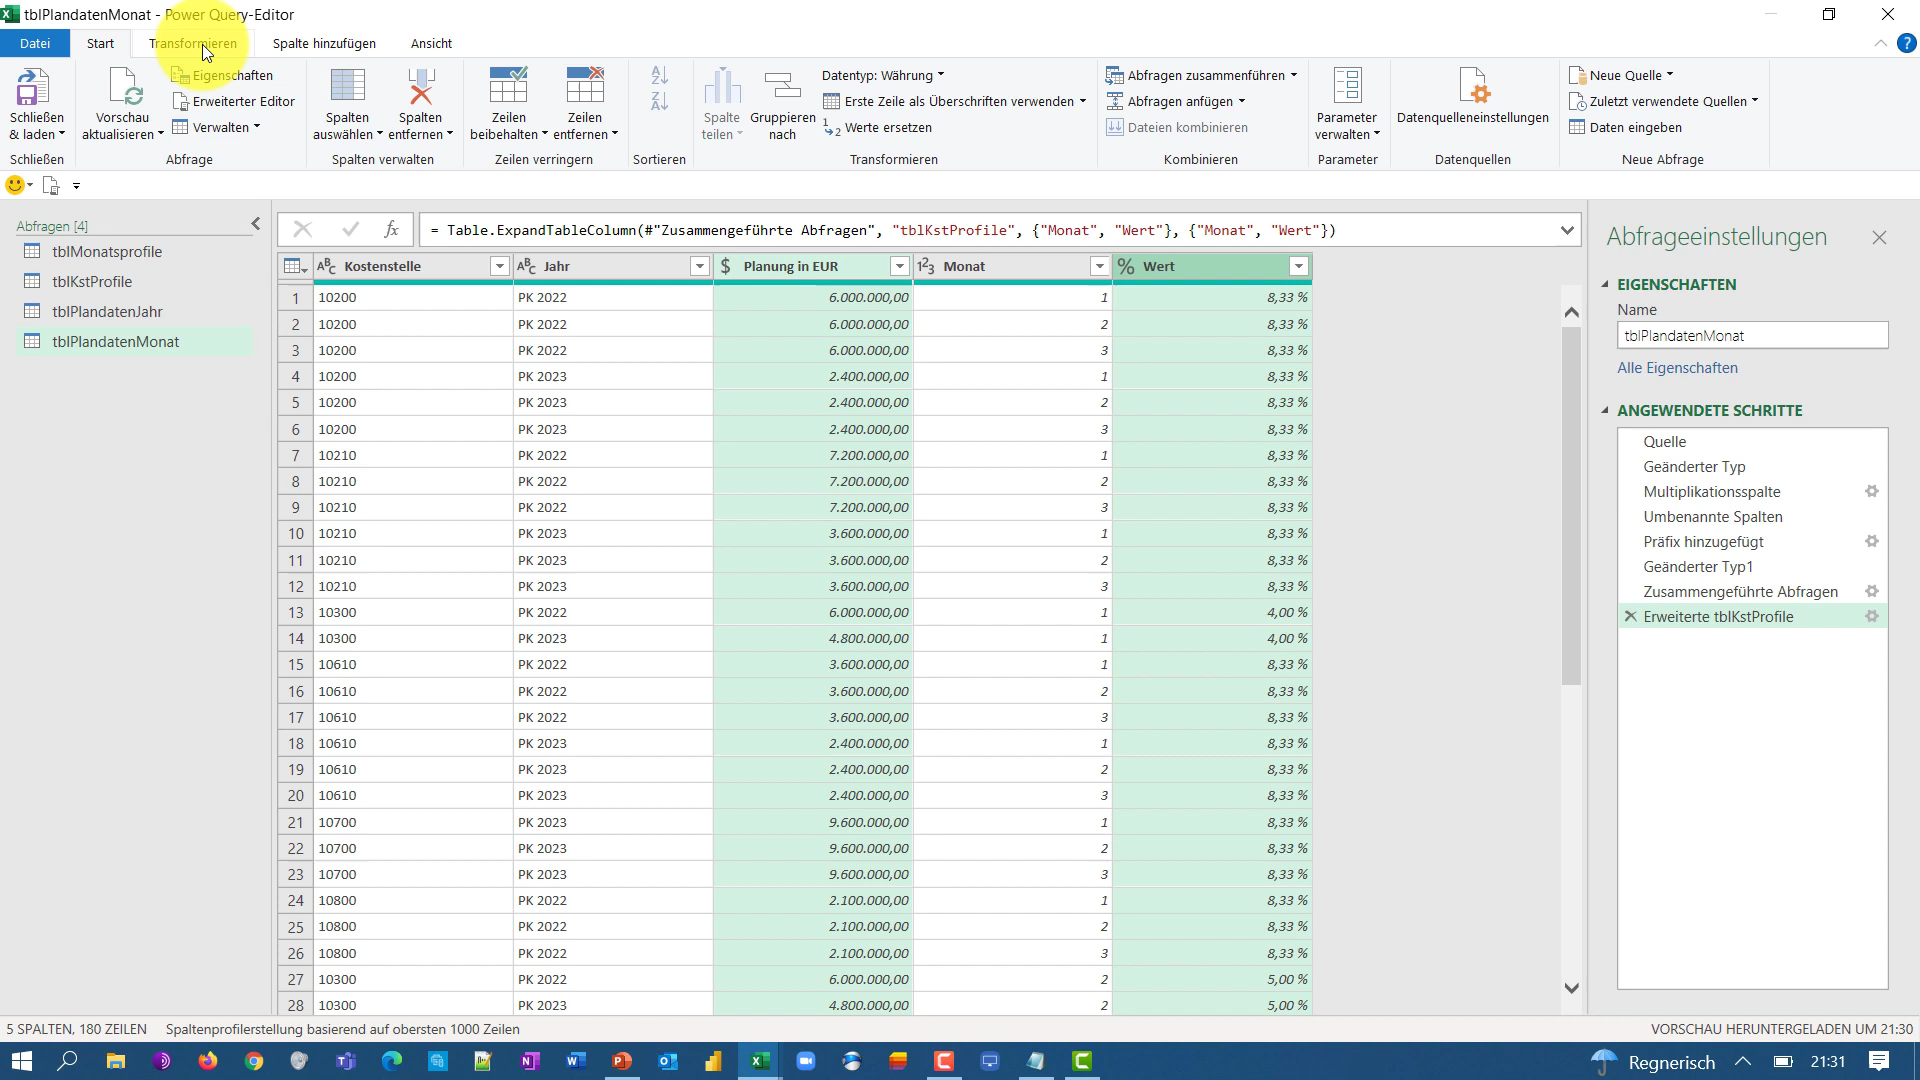 tblPlandatenMonat - Power Query-Editor
Datei Start Transformieren Spalte hinzufügen Ansicht
Schließen & laden
Schließen
Vorschau aktualisieren
Eigenschaften
Erweiterter Editor
Verwalten
Abfrage
Spalten auswählen
Spalten entfernen
Spalten verwalten
Zeilen beibehalten
Zeilen entfernen
Zeilen verringern
Sortieren
Spalte teilen
Gruppieren nach
Datentyp: Währung
Erste Zeile als Überschriften verwenden
Werte ersetzen
Transformieren
Abfragen zusammenführen
Abfragen anfügen
Dateien kombinieren
Kombinieren
Parameter verwalten
Parameter
Datenquelleneinstellungen
Datenquellen
Neue Quelle
Zuletzt verwendete Quellen
Daten eingeben
Neue Abfrage
Abfragen [4]
tblMonatsprofile
tblKstProfile
tblPlandatenJahr
tblPlandatenMonat
fx = Table.ExpandTableColumn(#"Zusammengeführte Abfragen", "tblKstProfile", {"Monat", "Wert"}, {"Monat", "Wert"})
ABC Kostenstelle ABC Jahr $ Planung in EUR 123 Monat % Wert
1 10200 PK 2022 6.000.000,00 1 8,33 %
2 10200 PK 2022 6.000.000,00 2 8,33 %
3 10200 PK 2022 6.000.000,00 3 8,33 %
4 10200 PK 2023 2.400.000,00 1 8,33 %
5 10200 PK 2023 2.400.000,00 2 8,33 %
6 10200 PK 2023 2.400.000,00 3 8,33 %
7 10210 PK 2022 7.200.000,00 1 8,33 %
8 10210 PK 2022 7.200.000,00 2 8,33 %
9 10210 PK 2022 7.200.000,00 3 8,33 %
10 10210 PK 2023 3.600.000,00 1 8,33 %
11 10210 PK 2023 3.600.000,00 2 8,33 %
12 10210 PK 2023 3.600.000,00 3 8,33 %
13 10300 PK 2022 6.000.000,00 1 4,00 %
14 10300 PK 2023 4.800.000,00 1 4,00 %
15 10610 PK 2022 3.600.000,00 1 8,33 %
16 10610 PK 2022 3.600.000,00 2 8,33 %
17 10610 PK 2022 3.600.000,00 3 8,33 %
18 10610 PK 2023 2.400.000,00 1 8,33 %
19 10610 PK 2023 2.400.000,00 2 8,33 %
20 10610 PK 2023 2.400.000,00 3 8,33 %
21 10700 PK 2023 9.600.000,00 1 8,33 %
22 10700 PK 2023 9.600.000,00 2 8,33 %
23 10700 PK 2023 9.600.000,00 3 8,33 %
24 10800 PK 2022 2.100.000,00 1 8,33 %
25 10800 PK 2022 2.100.000,00 2 8,33 %
26 10800 PK 2022 2.100.000,00 3 8,33 %
27 10300 PK 2022 6.000.000,00 2 5,00 %
28 10300 PK 2023 4.800.000,00 2 5,00 %
Abfrageeinstellungen
EIGENSCHAFTEN
Name
tblPlandatenMonat
Alle Eigenschaften
ANGEWENDETE SCHRITTE
Quelle
Geänderter Typ
Multiplikationsspalte
Umbenannte Spalten
Präfix hinzugefügt
Geänderter Typ1
Zusammengeführte Abfragen
Erweiterte tblKstProfile
5 SPALTEN, 180 ZEILEN Spaltenprofilerstellung basierend auf obersten 1000 Zeilen VORSCHAU HERUNTERGELADEN UM 21:30
Regnerisch 21:31